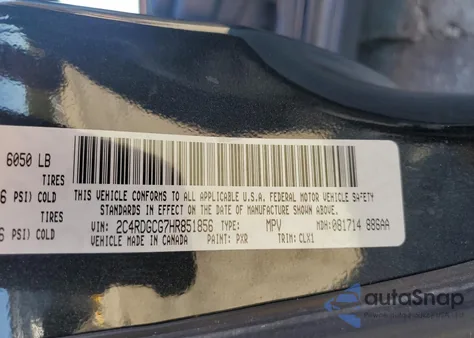 6050 LB
TIRES
6 PSI) COLD
TIRES
6 PSI) COLD
THIS VEHICLE CONFORMS TO ALL APPLICABLE U.S.A. FEDERAL MOTOR VEHICLE SAFETY
STANDARDS IN EFFECT ON THE DATE OF MANUFACTURE SHOWN ABOVE.
VIN: 2C4RDGCG7HR851856 TYPE: MPV MDH: 081714 886AA
VEHICLE MADE IN CANADA PAINT: PXR TRIM: CLX1
autoSnap